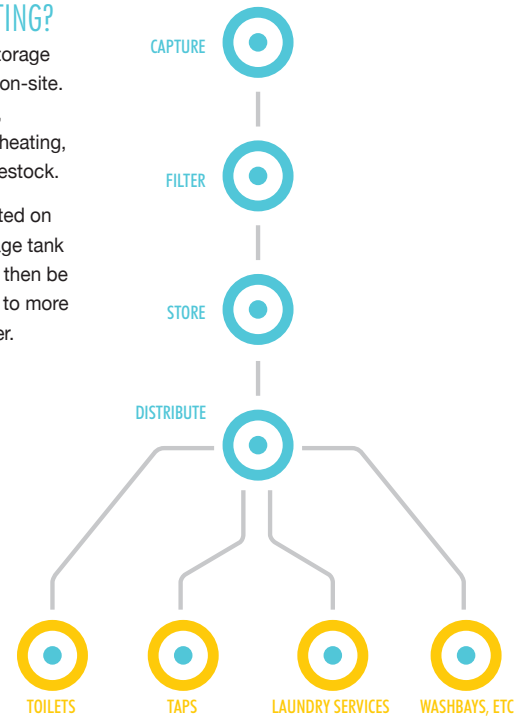 TING?
torage
on-site.
heating,
estock.
ted on
age tank
then be
to more
er.
CAPTURE
FILTER
STORE
DISTRIBUTE
TOILETS
TAPS
LAUNDRY SERVICES
WASHBAYS, ETC